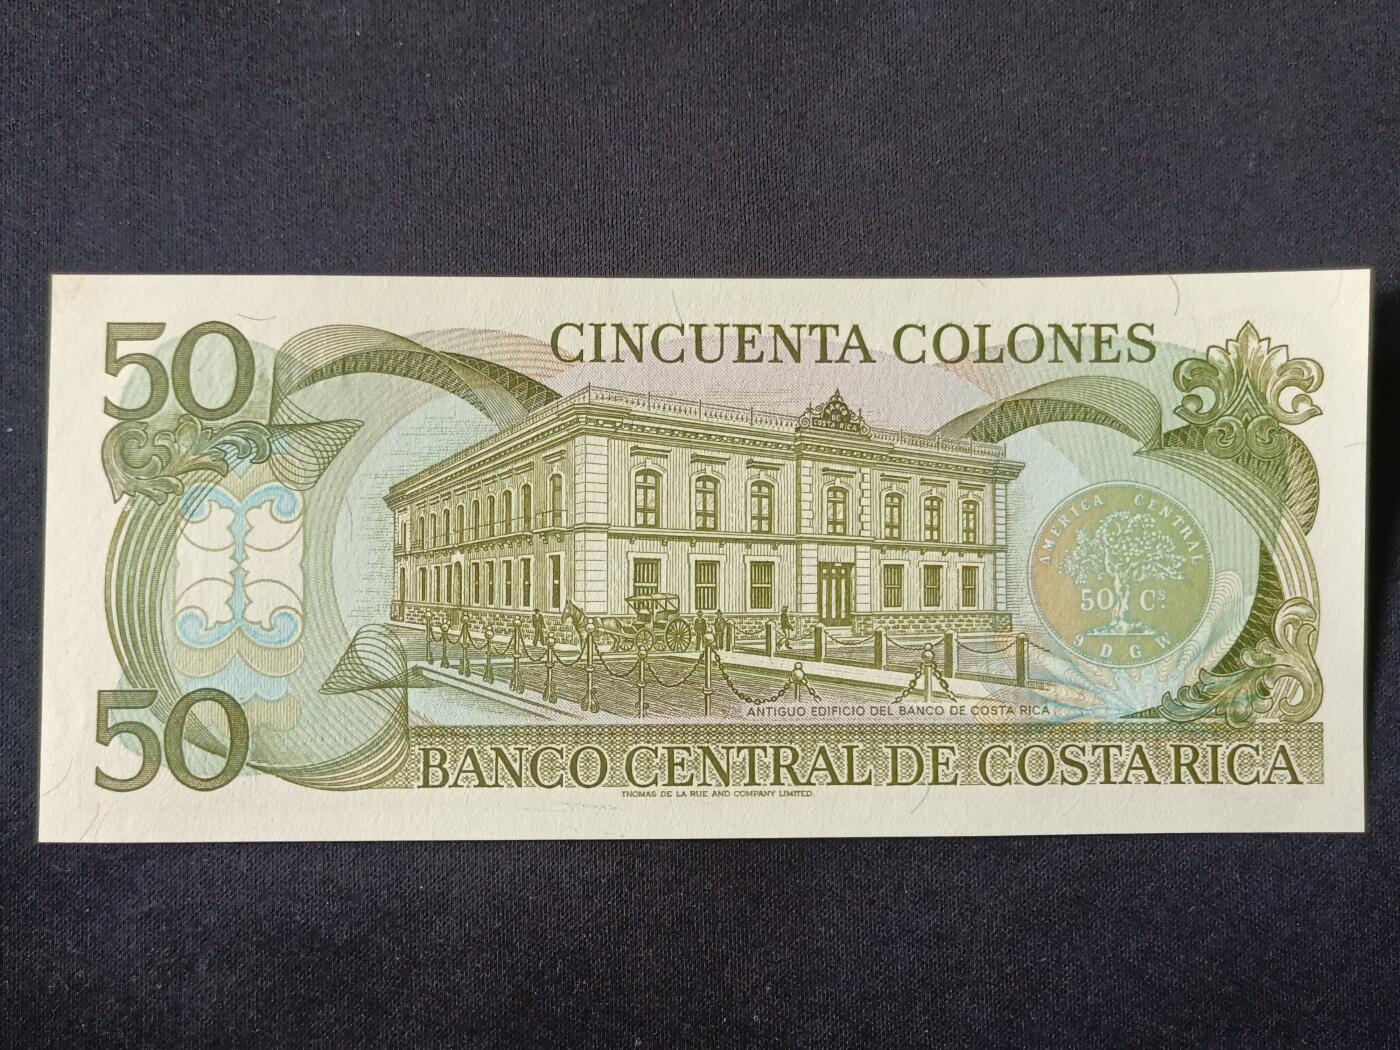 50
CINCUENTA COLONES
COSTA RICA
AMERICA CENTRAL
50 Cs.
9 D G
ANTIGUO EDIFICIO DEL BANCO DE COSTA RICA
50
BANCO CENTRAL DE COSTA RICA
THOMAS DE LA RUE AND COMPANY LIMITED.